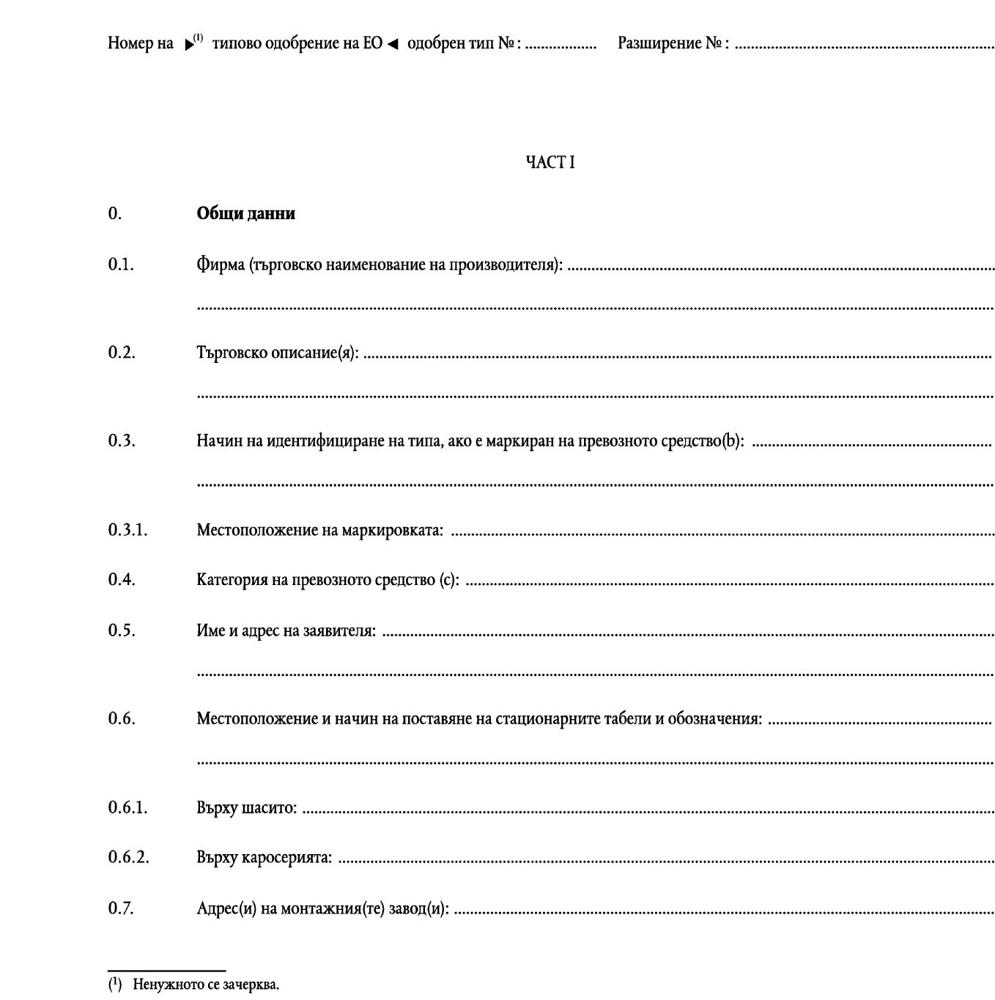 Номер на ▶(1) типово одобрение на ЕО ◀ одобрен тип №: .................. Разширение №: .................................................................
ЧАСТ I
0. Общи данни
0.1. Фирма (търговско наименование на производителя): .................................................................
.................................................................
0.2. Търговско описание(я): .................................................................
.................................................................
0.3. Начин на идентифициране на типа, ако е маркиран на превозното средство(b): .................................................................
.................................................................
0.3.1. Местоположение на маркировката: .................................................................
0.4. Категория на превозното средство (c): .................................................................
0.5. Име и адрес на заявителя: .................................................................
.................................................................
0.6. Местоположение и начин на поставяне на стационарните табели и обозначения: .................................................................
.................................................................
0.6.1. Върху шасито: .................................................................
0.6.2. Върху каросерията: .................................................................
0.7. Адрес(и) на монтажния(те) завод(и): .................................................................
(1) Ненужното се зачерква.